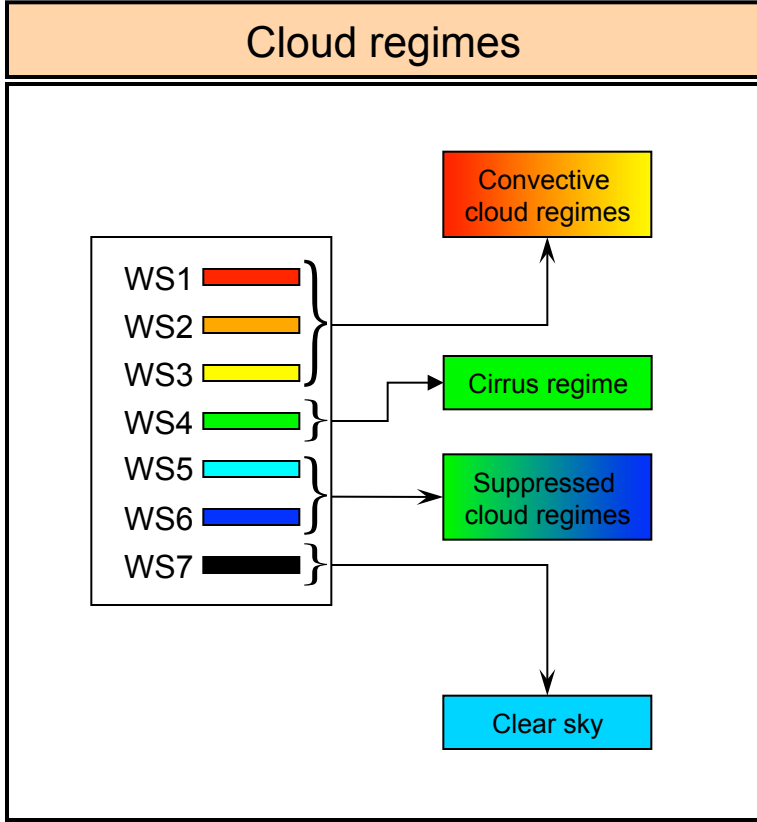 Cloud regimes
Convective
cloud regimes
WS1
WS2
WS3
WS4
WS5
WS6
WS7
Cirrus regime
Suppressed
cloud regimes
Clear sky